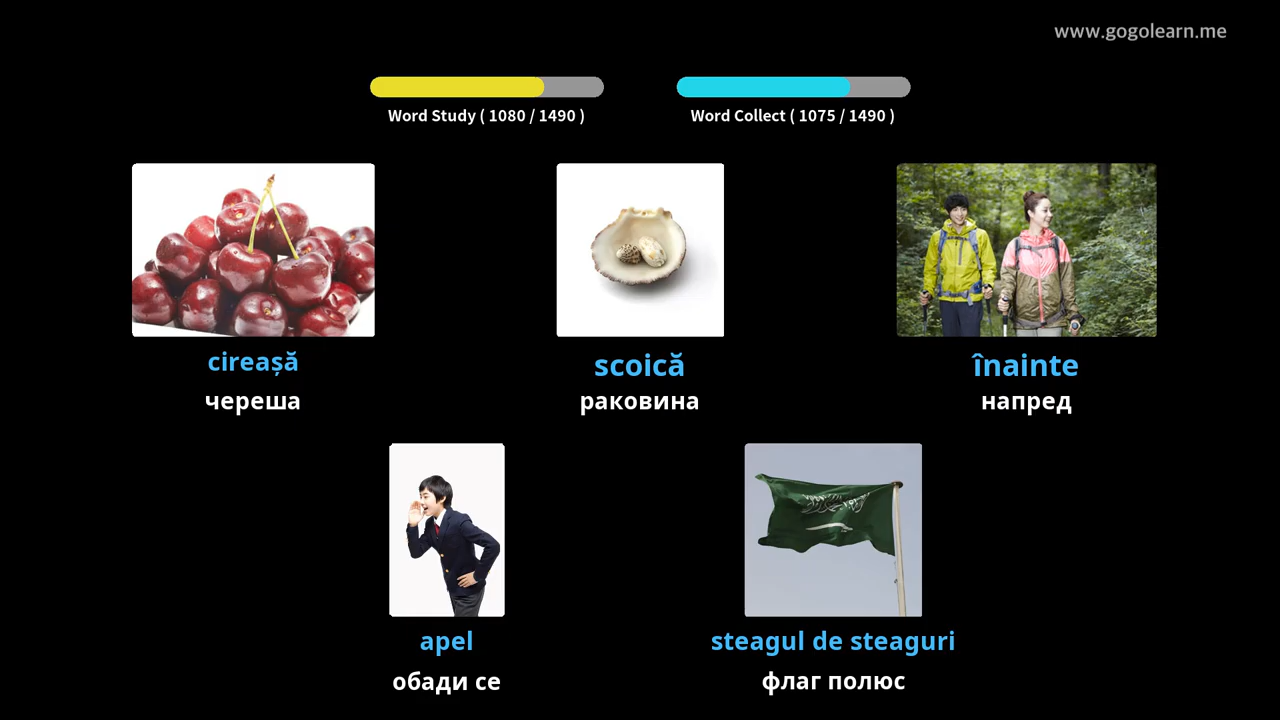 www.gogolearn.me
Word Study ( 1080 / 1490 )
Word Collect ( 1075 / 1490 )
cireașă
череша
scoică
раковина
înainte
напред
apel
обади се
steagul de steaguri
флаг полюс